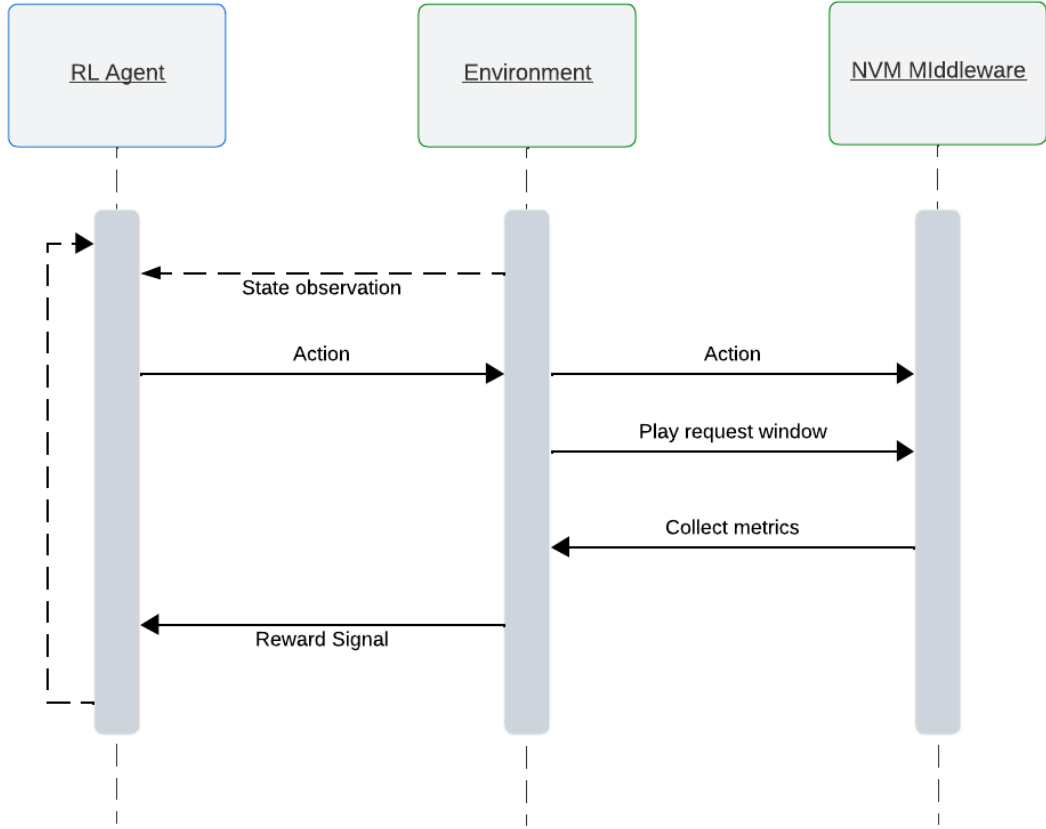 RL Agent
Environment
NVM MIddleware
State observation
Action
Action
Play request window
Collect metrics
Reward Signal